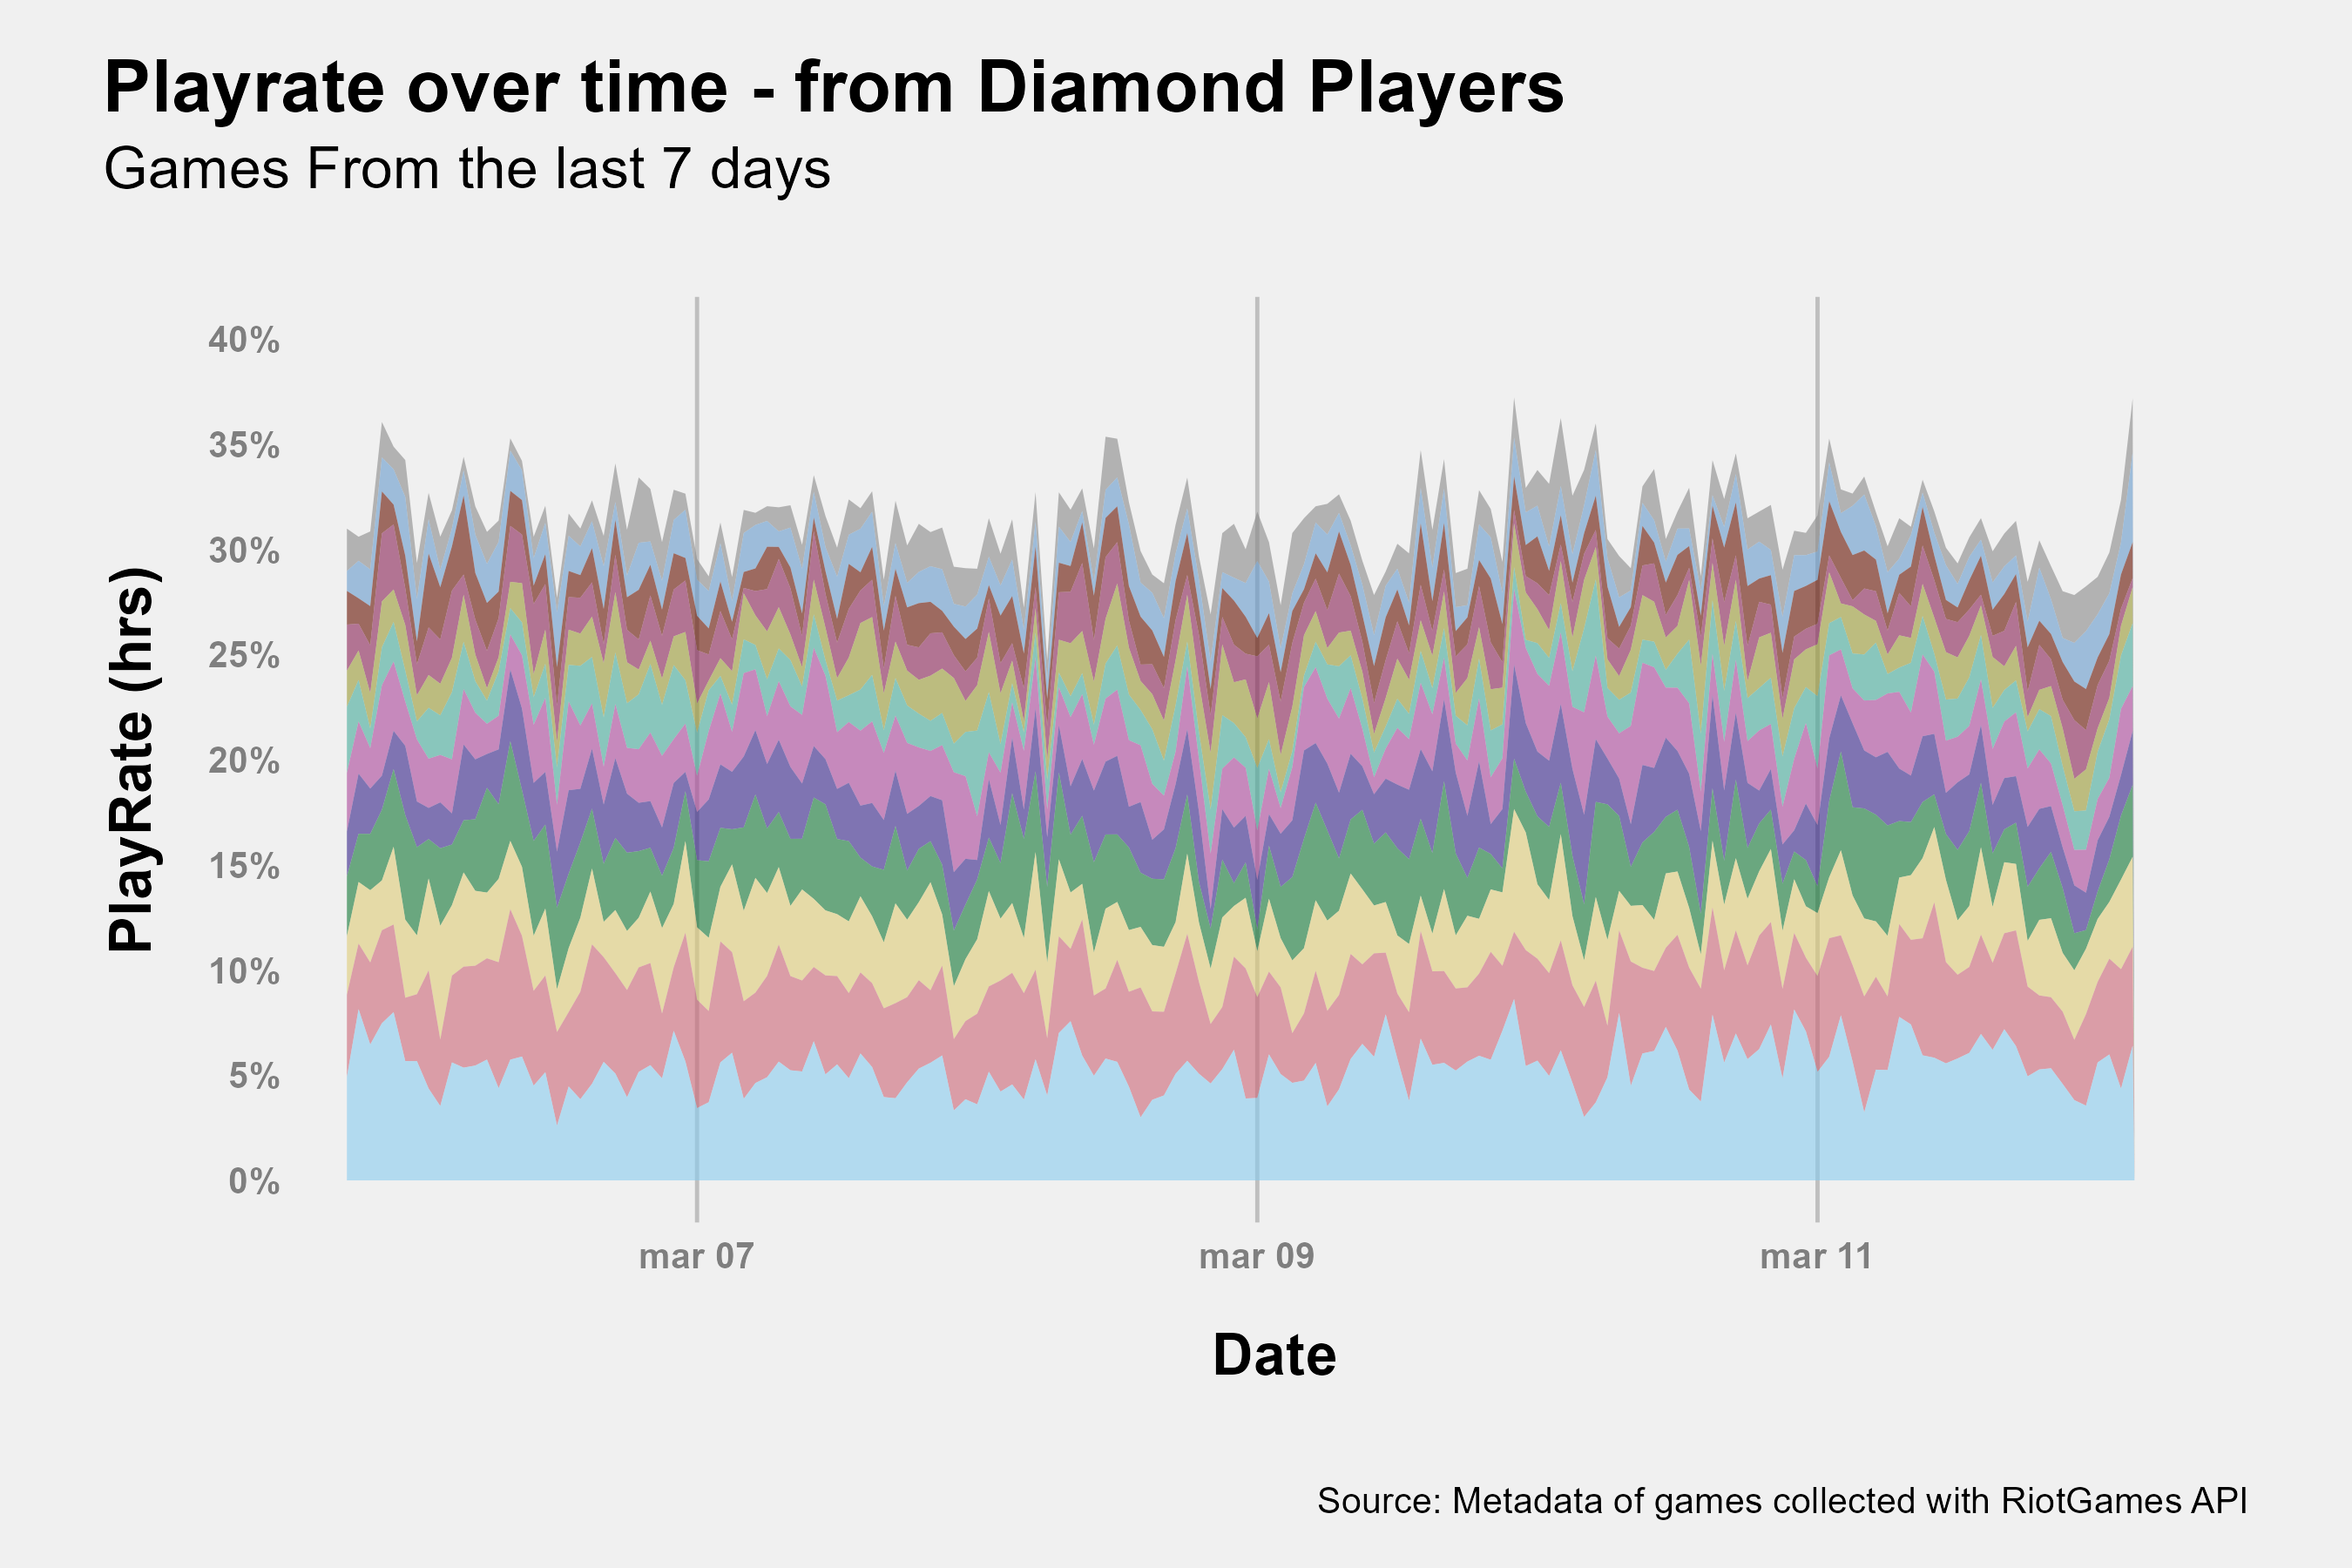 Playrate over time - from Diamond Players
Games From the last 7 days
40%
35%
30%
25%
20%
15%
10%
5%
0%
PlayRate (hrs)
mar 07
mar 09
mar 11
Date
Source: Metadata of games collected with RiotGames API